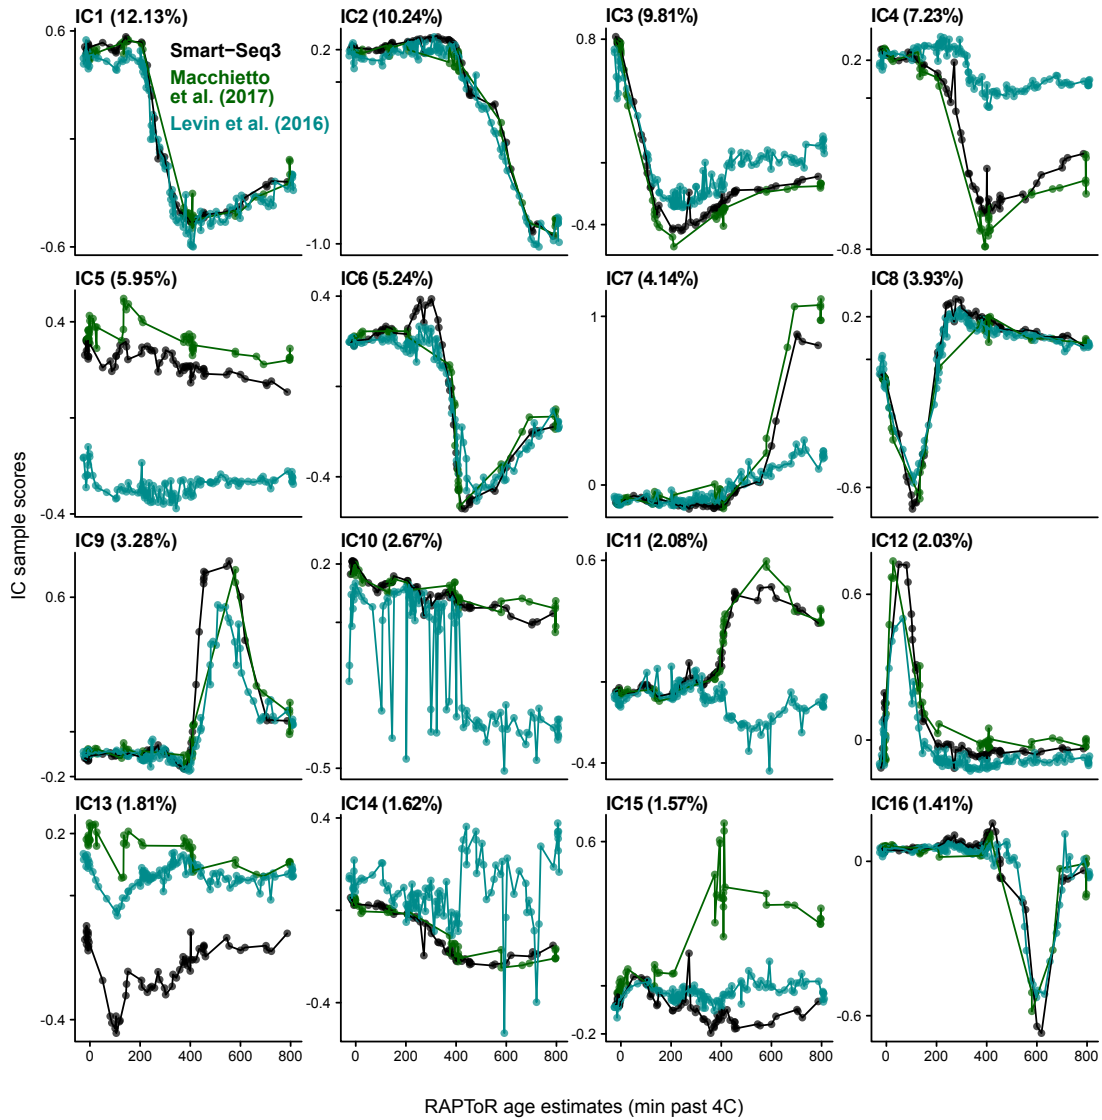 IC1 (12.13%)
IC2 (10.24%)
IC3 (9.81%)
IC4 (7.23%)
0.6
-0.6
Smart−Seq3
Macchietto
et al. (2017)
Levin et al. (2016)
0.2
-1.0
0.8
-0.4
0.2
-0.8
IC5 (5.95%)
IC6 (5.24%)
IC7 (4.14%)
IC8 (3.93%)
0.4
-0.4
0.4
-0.4
1
0
0.2
-0.6
IC sample scores
IC9 (3.28%)
IC10 (2.67%)
IC11 (2.08%)
IC12 (2.03%)
0.6
-0.2
0.2
-0.5
0.6
-0.4
0.6
0
IC13 (1.81%)
IC14 (1.62%)
IC15 (1.57%)
IC16 (1.41%)
0.2
-0.4
0.4
-0.4
0.6
-0.2
0
-0.6
0 200 400 600 800
0 200 400 600 800
0 200 400 600 800
0 200 400 600 800
RAPToR age estimates (min past 4C)